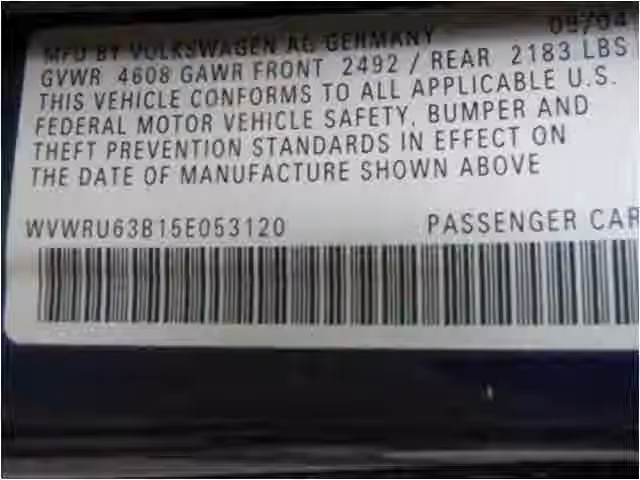 09/04
MFD BY VOLKSWAGEN AG GERMANY
GVWR 4608 GAWR FRONT 2492 / REAR 2183 LBS
THIS VEHICLE CONFORMS TO ALL APPLICABLE U.S.
FEDERAL MOTOR VEHICLE SAFETY, BUMPER AND
THEFT PREVENTION STANDARDS IN EFFECT ON
THE DATE OF MANUFACTURE SHOWN ABOVE
WVWRU63B15E053120 PASSENGER CAR